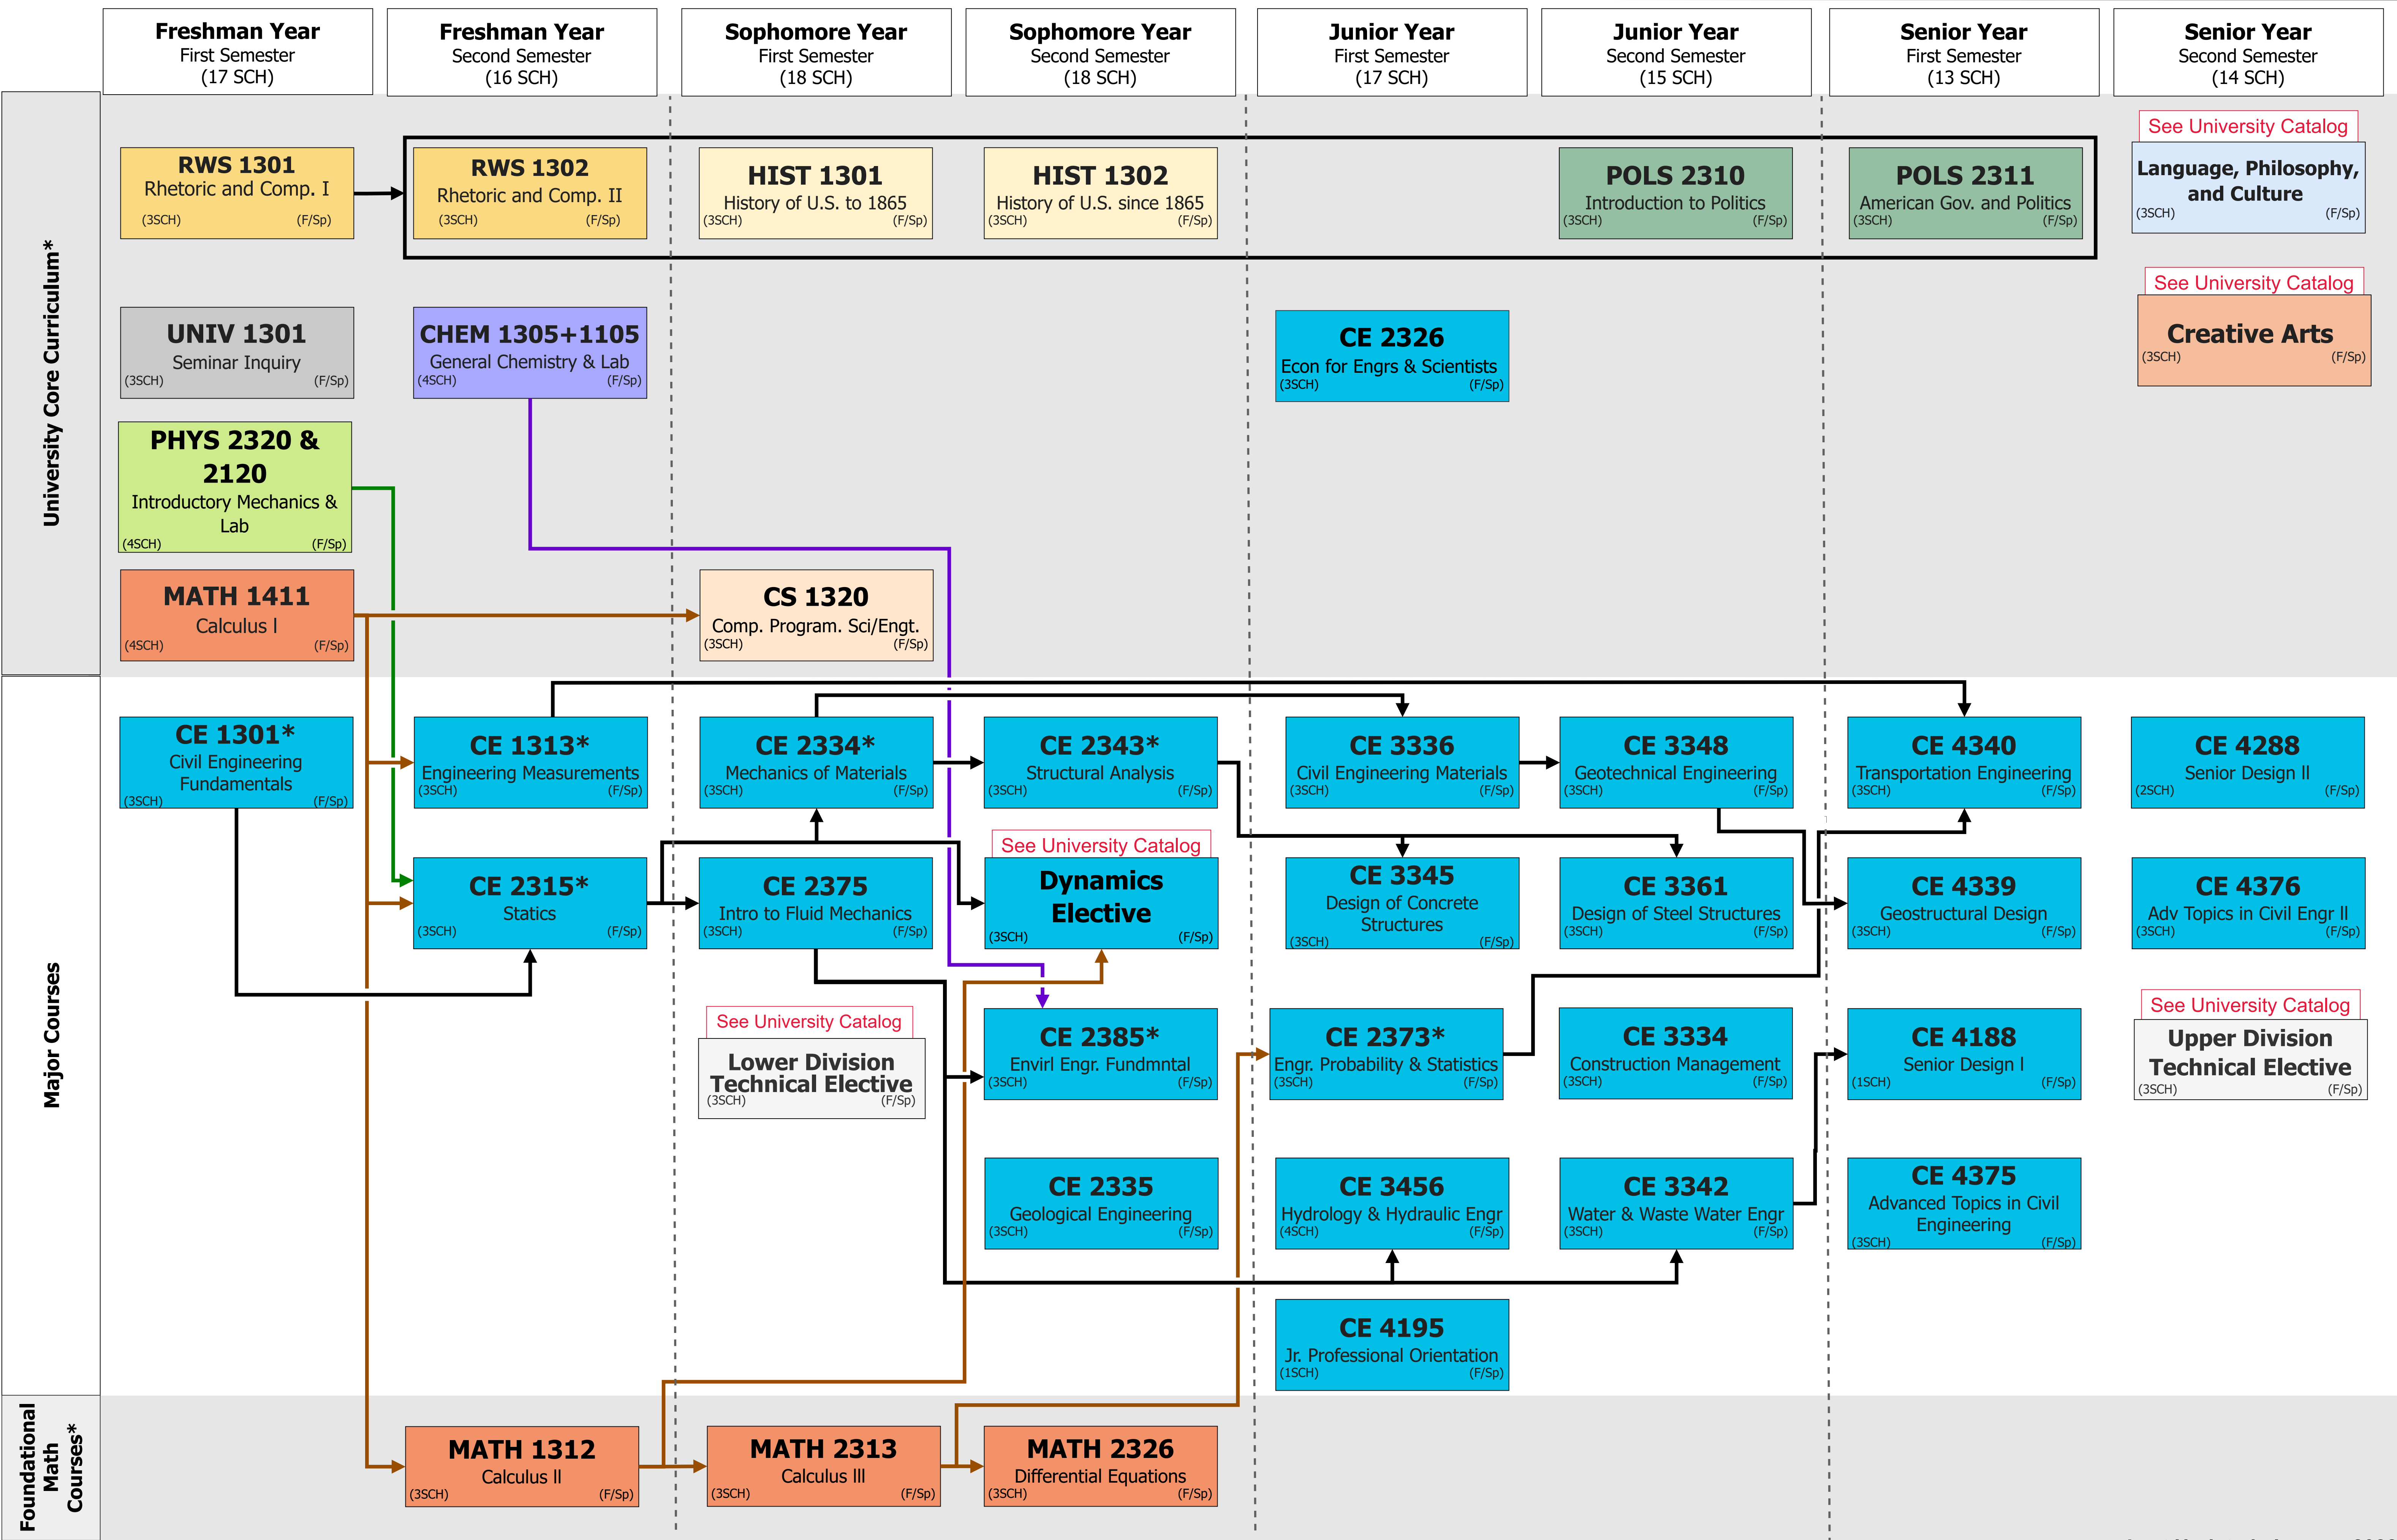 Freshman Year
First Semester
(17 SCH)
Freshman Year
Second Semester
(16 SCH)
Sophomore Year
First Semester
(18 SCH)
Sophomore Year
Second Semester
(18 SCH)
Junior Year
First Semester
(17 SCH)
Junior Year
Second Semester
(15 SCH)
Senior Year
First Semester
(13 SCH)
Senior Year
Second Semester
(14 SCH)
University Core Curriculum*
RWS 1301
Rhetoric and Comp. I
(3SCH) (F/Sp)
RWS 1302
Rhetoric and Comp. II
(3SCH) (F/Sp)
HIST 1301
History of U.S. to 1865
(3SCH) (F/Sp)
HIST 1302
History of U.S. since 1865
(3SCH) (F/Sp)
POLS 2310
Introduction to Politics
(3SCH) (F/Sp)
POLS 2311
American Gov. and Politics
(3SCH) (F/Sp)
See University Catalog
Language, Philosophy,
and Culture
(3SCH) (F/Sp)
UNIV 1301
Seminar Inquiry
(3SCH) (F/Sp)
CHEM 1305+1105
General Chemistry & Lab
(4SCH) (F/Sp)
CE 2326
Econ for Engrs & Scientists
(3SCH) (F/Sp)
See University Catalog
Creative Arts
(3SCH) (F/Sp)
PHYS 2320 &
2120
Introductory Mechanics &
Lab
(4SCH) (F/Sp)
MATH 1411
Calculus I
(4SCH) (F/Sp)
CS 1320
Comp. Program. Sci/Engt.
(3SCH) (F/Sp)
Major Courses
CE 1301*
Civil Engineering
Fundamentals
(3SCH) (F/Sp)
CE 1313*
Engineering Measurements
(3SCH) (F/Sp)
CE 2334*
Mechanics of Materials
(3SCH) (F/Sp)
CE 2343*
Structural Analysis
(3SCH) (F/Sp)
CE 3336
Civil Engineering Materials
(3SCH) (F/Sp)
CE 3348
Geotechnical Engineering
(3SCH) (F/Sp)
CE 4340
Transportation Engineering
(3SCH) (F/Sp)
CE 4288
Senior Design II
(2SCH) (F/Sp)
CE 2315*
Statics
(3SCH) (F/Sp)
CE 2375
Intro to Fluid Mechanics
(3SCH) (F/Sp)
See University Catalog
Dynamics
Elective
(3SCH) (F/Sp)
CE 3345
Design of Concrete
Structures
(3SCH) (F/Sp)
CE 3361
Design of Steel Structures
(3SCH) (F/Sp)
CE 4339
Geostructural Design
(3SCH) (F/Sp)
CE 4376
Adv Topics in Civil Engr II
(3SCH) (F/Sp)
See University Catalog
Lower Division
Technical Elective
(3SCH) (F/Sp)
CE 2385*
Envirl Engr. Fundmntal
(3SCH) (F/Sp)
CE 2373*
Engr. Probability & Statistics
(3SCH) (F/Sp)
CE 3334
Construction Management
(3SCH) (F/Sp)
CE 4188
Senior Design I
(1SCH) (F/Sp)
See University Catalog
Upper Division
Technical Elective
(3SCH) (F/Sp)
CE 2335
Geological Engineering
(3SCH) (F/Sp)
CE 3456
Hydrology & Hydraulic Engr
(4SCH) (F/Sp)
CE 3342
Water & Waste Water Engr
(3SCH) (F/Sp)
CE 4375
Advanced Topics in Civil
Engineering
(3SCH) (F/Sp)
CE 4195
Jr. Professional Orientation
(1SCH) (F/Sp)
Foundational
Math
Courses*
MATH 1312
Calculus II
(3SCH) (F/Sp)
MATH 2313
Calculus III
(3SCH) (F/Sp)
MATH 2326
Differential Equations
(3SCH) (F/Sp)